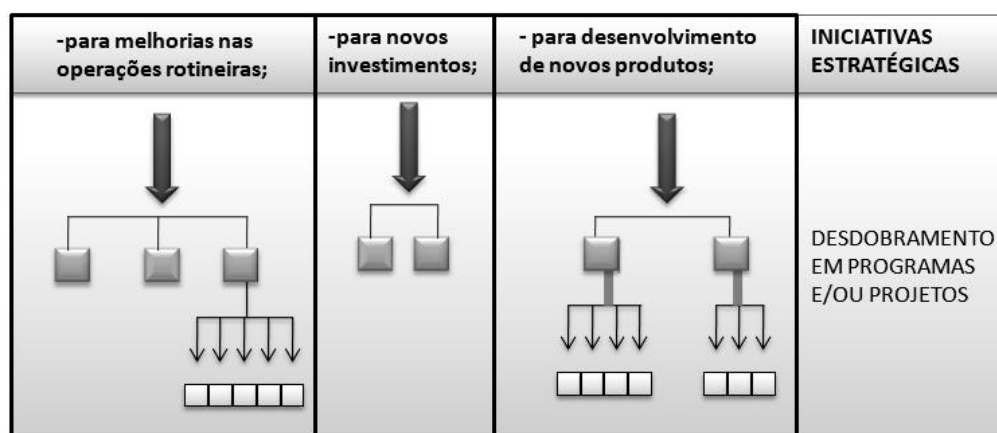 -para melhorias nas
operações rotineiras;
-para novos
investimentos;
- para desenvolvimento
de novos produtos;
INICIATIVAS
ESTRATÉGICAS
DESDOBRAMENTO
EM PROGRAMAS
E/OU PROJETOS